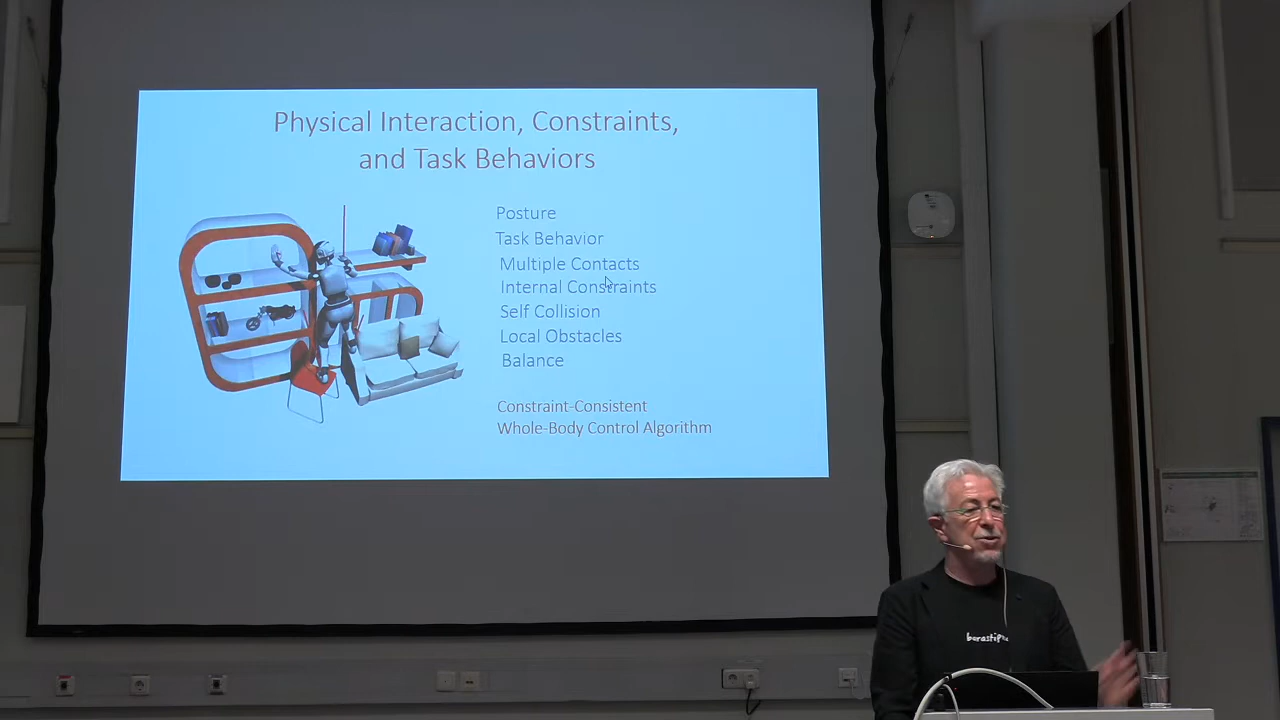 Physical Interaction, Constraints,
and Task Behaviors
Posture
Task Behavior
Multiple Contacts
Internal Constraints
Self Collision
Local Obstacles
Balance
Constraint-Consistent
Whole-Body Control Algorithm